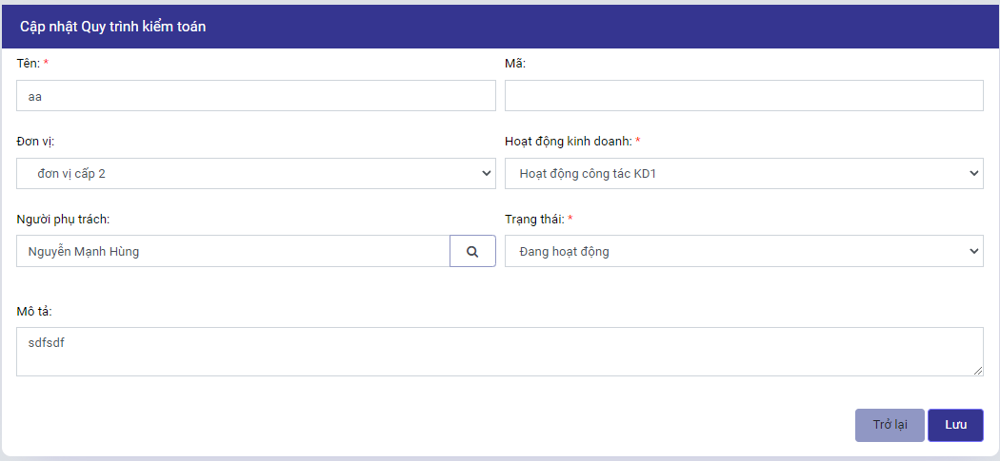 Cập nhật Quy trình kiểm toán
Tên: *
Mã:
aa
Đơn vị:
Hoạt động kinh doanh: *
đơn vị cấp 2
Hoạt động công tác KD1
Người phụ trách:
Trạng thái: *
Nguyễn Mạnh Hùng
Đang hoạt động
Mô tả:
sdfsdf
Trở lại
Lưu